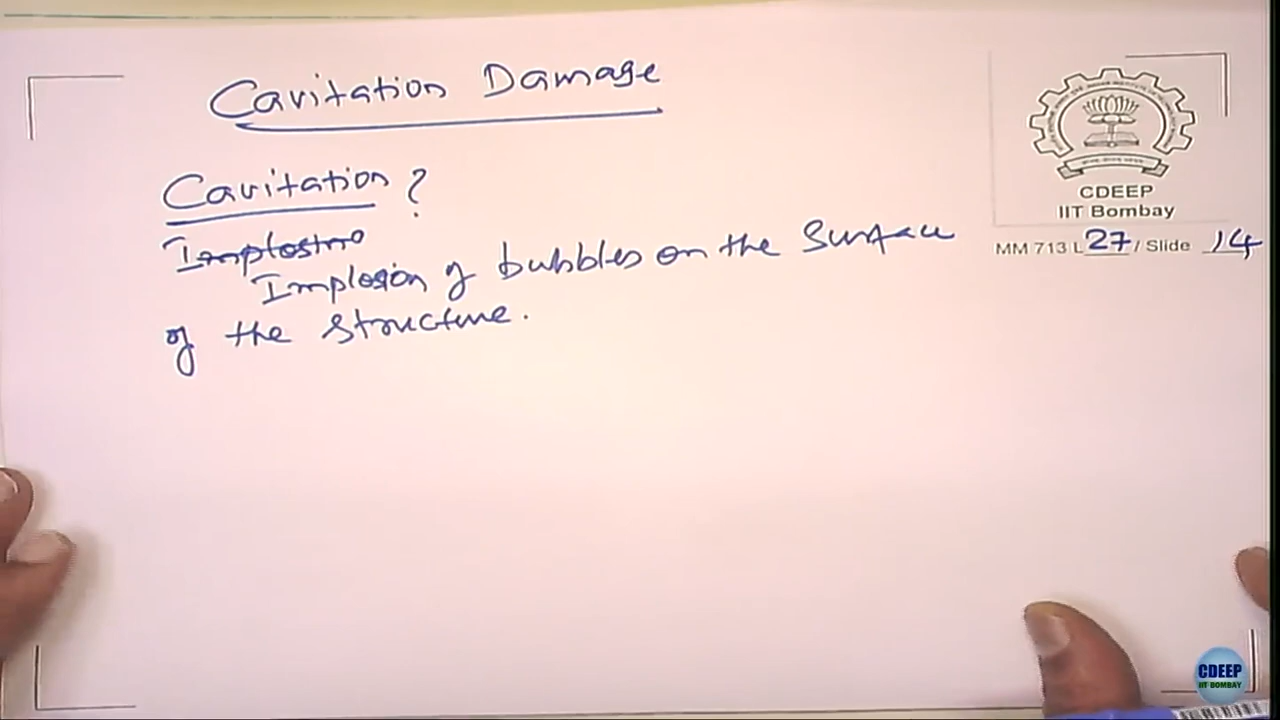 Cavitation Damage
Cavitation ?
Implosion of bubbles on the surface
of the structure.
CDEEP
IIT Bombay
MM 713 L 27 / Slide 14
CDEEP
IIT BOMBAY